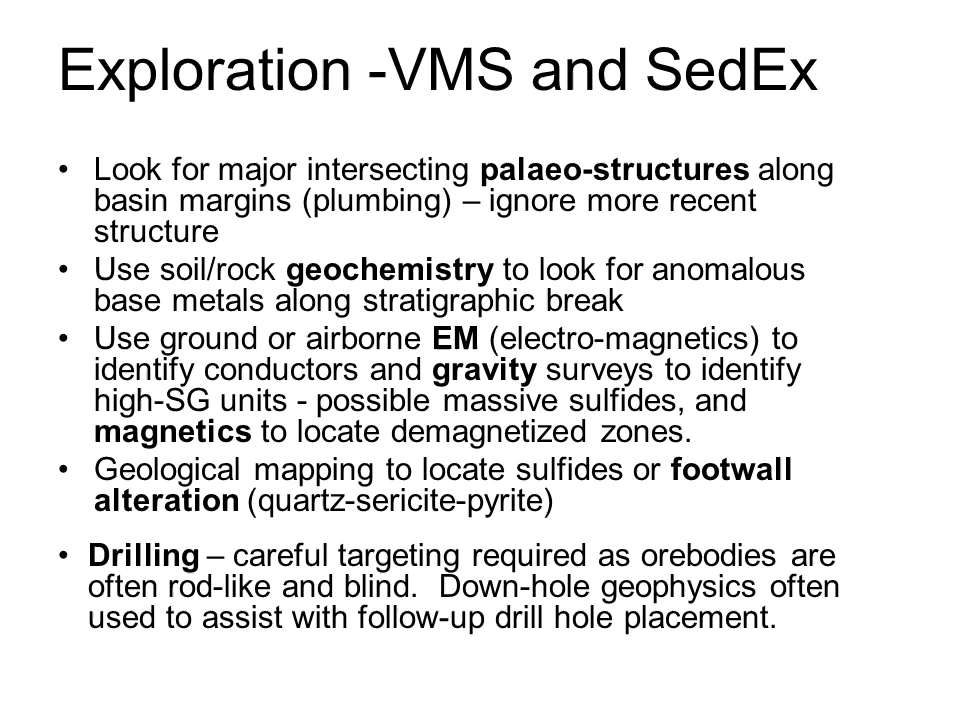 Exploration -VMS and SedEx
• Look for major intersecting palaeo-structures along
basin margins (plumbing) – ignore more recent
structure
• Use soil/rock geochemistry to look for anomalous
base metals along stratigraphic break
• Use ground or airborne EM (electro-magnetics) to
identify conductors and gravity surveys to identify
high-SG units - possible massive sulfides, and
magnetics to locate demagnetized zones.
• Geological mapping to locate sulfides or footwall
alteration (quartz-sericite-pyrite)
• Drilling – careful targeting required as orebodies are
often rod-like and blind. Down-hole geophysics often
used to assist with follow-up drill hole placement.